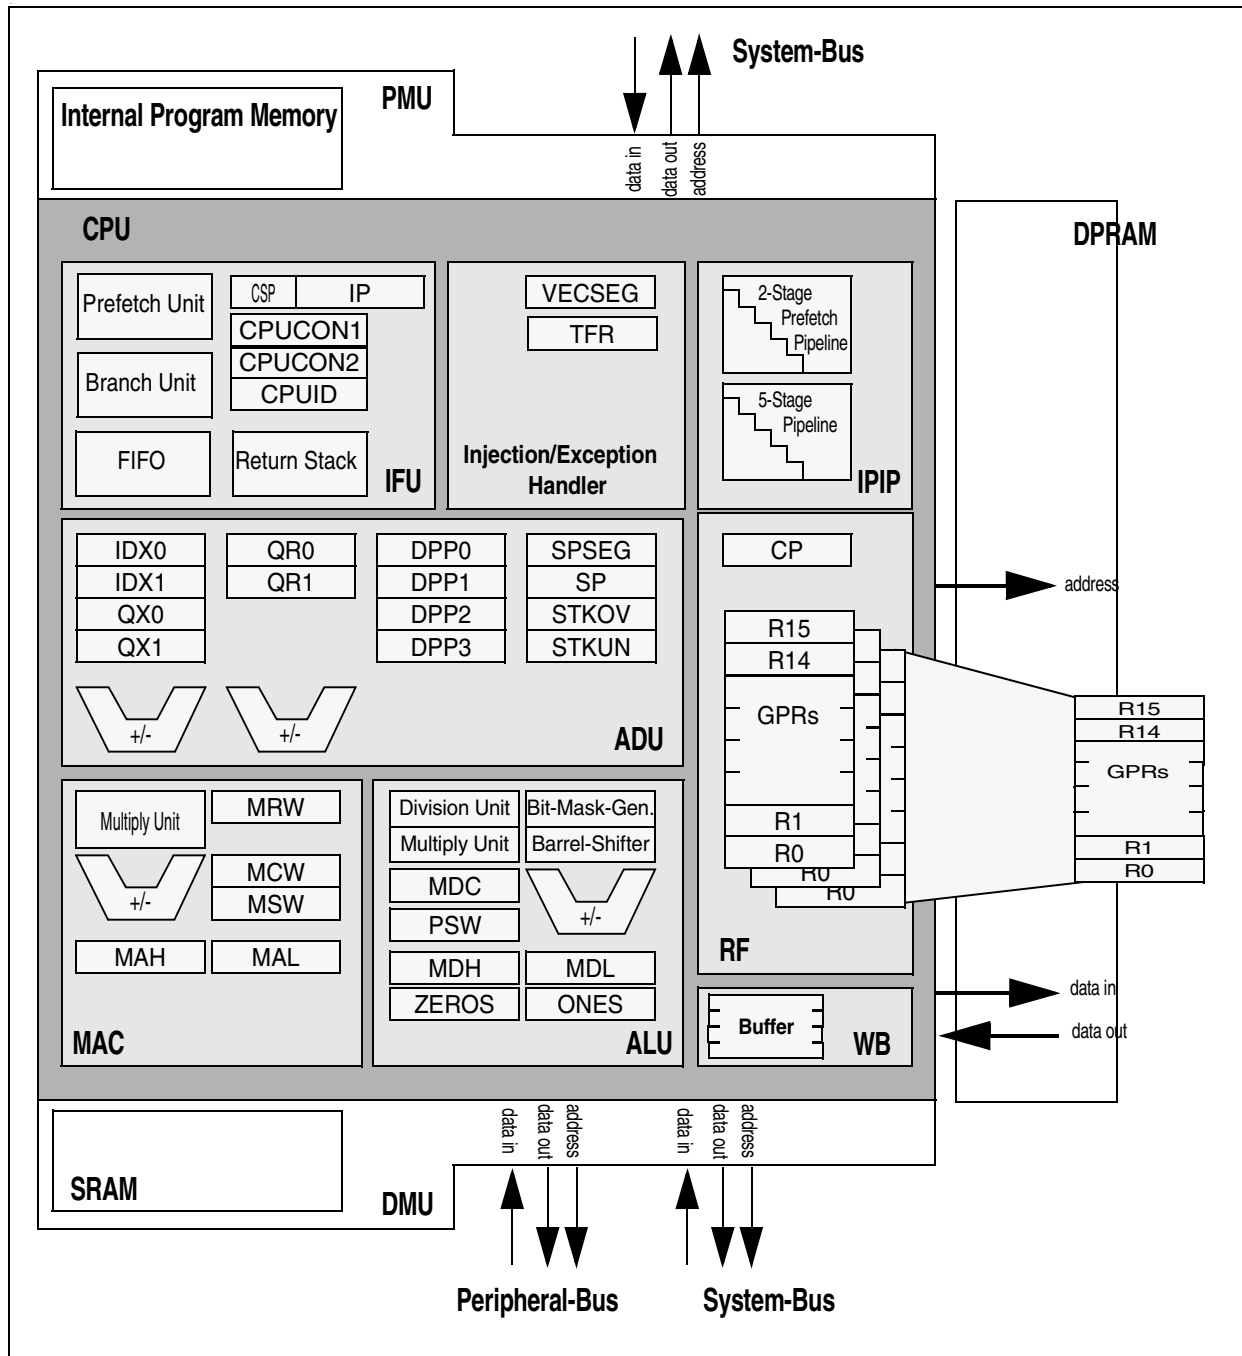 System-Bus
PMU
Internal Program Memory
data in
data out
address
CPU
DPRAM
Prefetch Unit
CSP
IP
CPUCON1
CPUCON2
CPUID
Branch Unit
FIFO
Return Stack
IFU
VECSEG
TFR
Injection/Exception
Handler
2-Stage
Prefetch
Pipeline
5-Stage
Pipeline
IPIP
IDX0
IDX1
QX0
QX1
QR0
QR1
DPP0
DPP1
DPP2
DPP3
SPSEG
SP
STKOV
STKUN
+/-
+/-
ADU
CP
R15
R14
GPRs
R1
R0
R0
R0
RF
address
R15
R14
GPRs
R1
R0
Multiply Unit
MRW
+/-
MCW
MSW
MAH
MAL
MAC
Division Unit
Bit-Mask-Gen.
Multiply Unit
Barrel-Shifter
MDC
PSW
+/-
MDH
MDL
ZEROS
ONES
ALU
Buffer
WB
data in
data out
SRAM
DMU
data in
data out
address
data in
data out
address
Peripheral-Bus
System-Bus